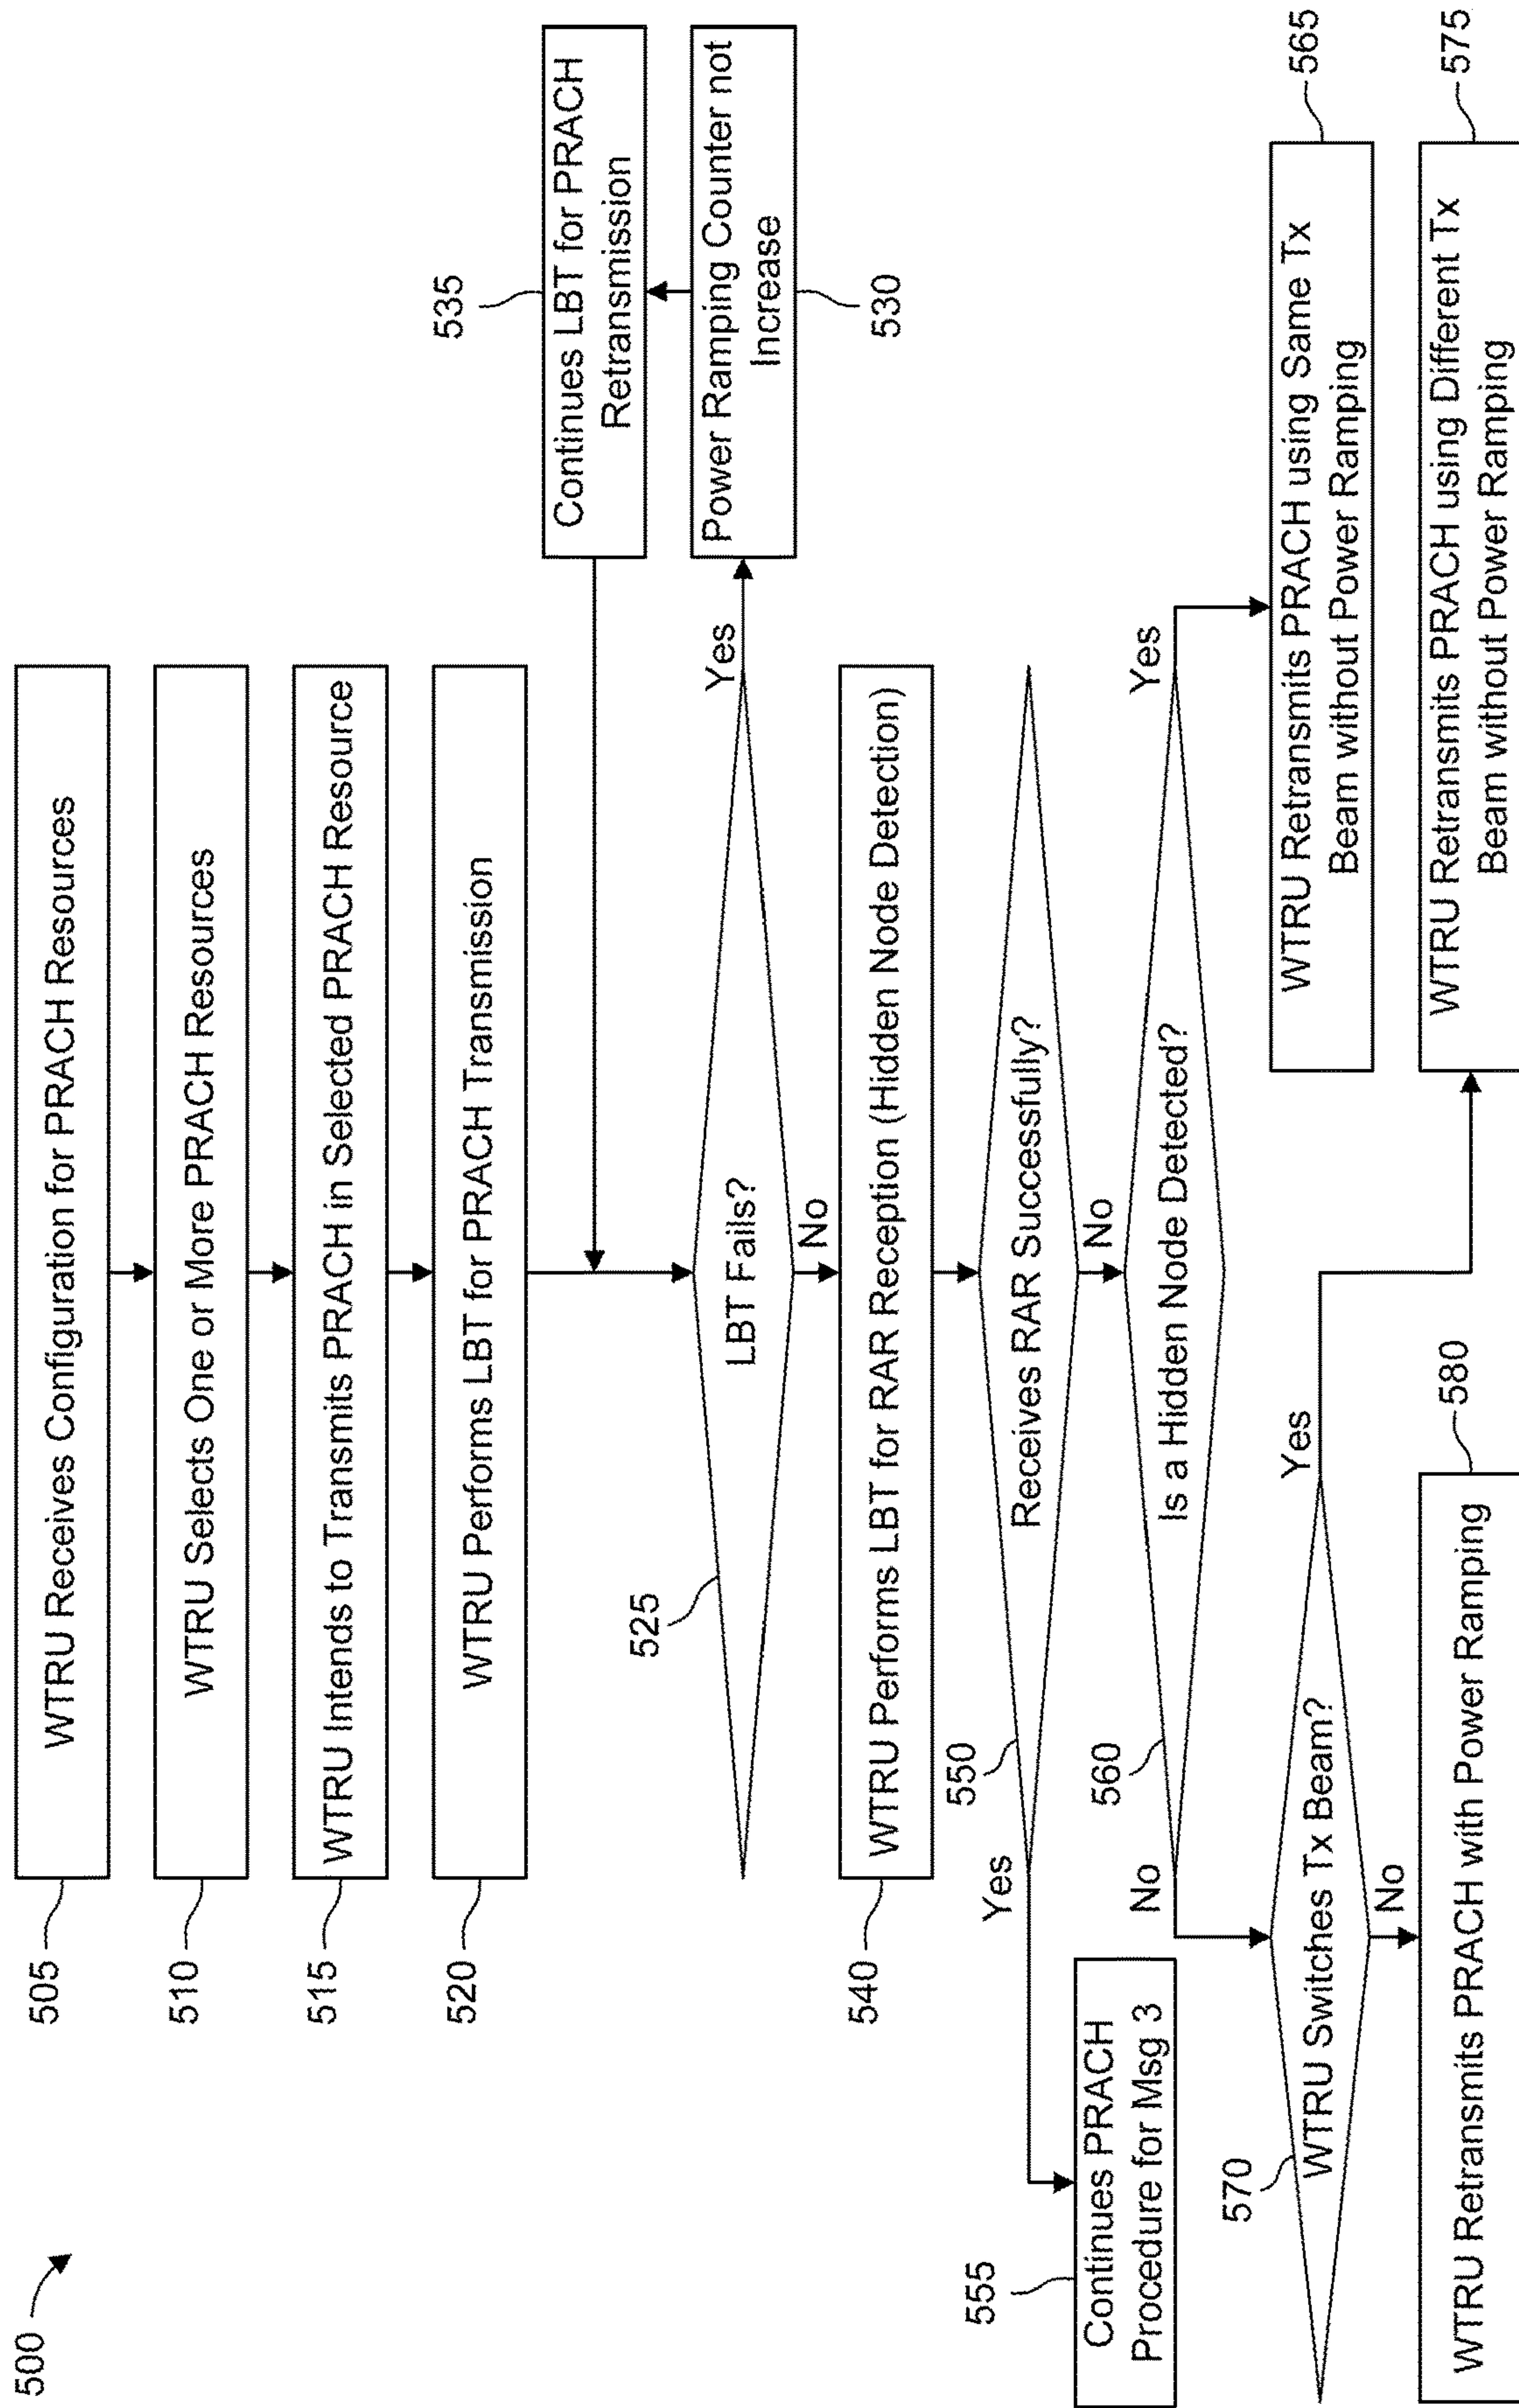 500
505
WTRU Receives Configuration for PRACH Resources
510
WTRU Selects One or More PRACH Resources
515
WTRU Intends to Transmits PRACH in Selected PRACH Resource
520
WTRU Performs LBT for PRACH Transmission
535
Continues LBT for PRACH
Retransmission
525
LBT Fails?
Yes
No
Power Ramping Counter not
Increase
530
540
WTRU Performs LBT for RAR Reception (Hidden Node Detection)
550
Receives RAR Successfully?
Yes
No
555
Continues PRACH
Procedure for Msg 3
560
Is a Hidden Node Detected?
No
Yes
565
WTRU Retransmits PRACH using Same Tx
Beam without Power Ramping
570
WTRU Switches Tx Beam?
Yes
No
575
WTRU Retransmits PRACH using Different Tx
Beam without Power Ramping
580
WTRU Retransmits PRACH with Power Ramping